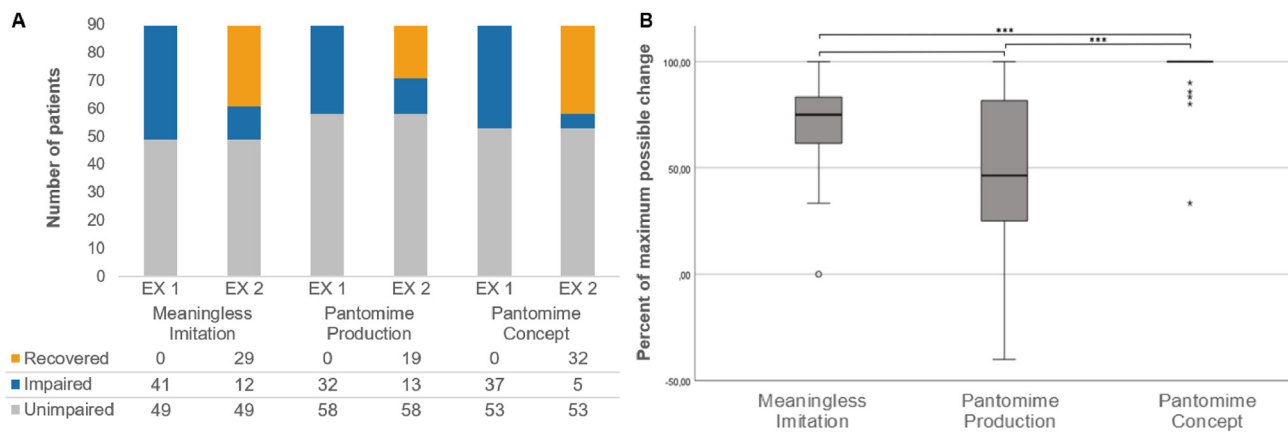 A
Number of patients
90
80
70
60
50
40
30
20
10
0
EX 1 EX 2 EX 1 EX 2 EX 1 EX 2
Meaningless Imitation
Pantomime Production
Pantomime Concept
Recovered 0 29 0 19 0 32
Impaired 41 12 32 13 37 5
Unimpaired 49 49 58 58 53 53
B
Percent of maximum possible change
***
***
100,00
50,00
,00
-50,00
Meaningless Imitation
Pantomime Production
Pantomime Concept